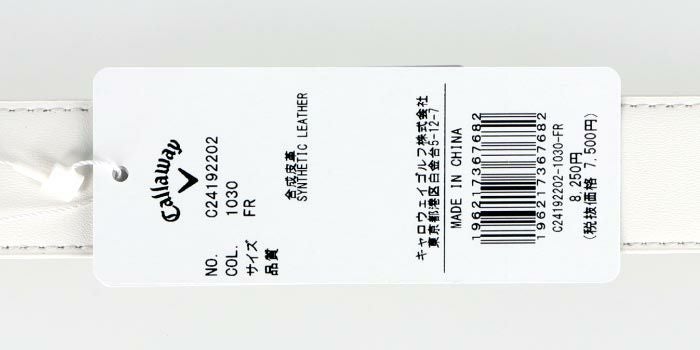 Callaway
NO. C24192202
COL. 1030
サイズ FR
品質
合成皮革
SYNTHETIC LEATHER
キャロウェイゴルフ株式会社
東京都港区白金台5-12-7
MADE IN CHINA
196217367682
196217367682
C24192202-1030-FR
8,250円
(税抜価格 7,500円)